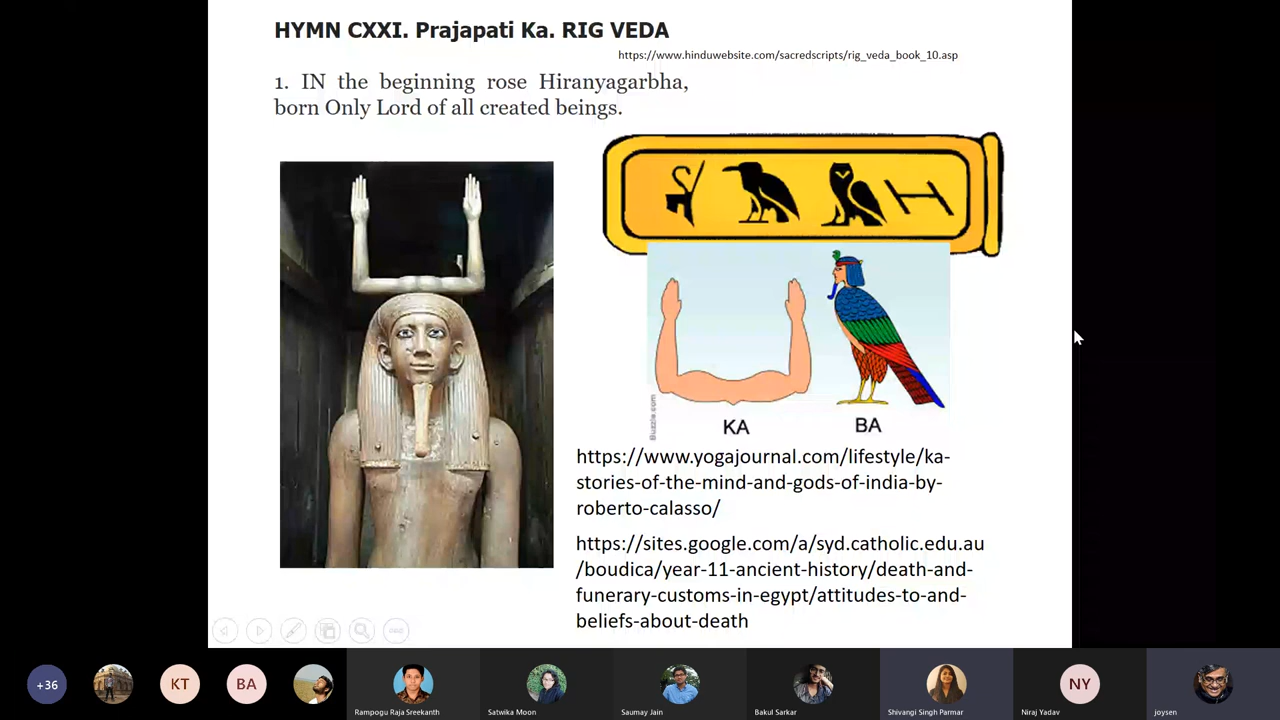 HYMN CXXI. Prajapati Ka. RIG VEDA
https://www.hinduwebsite.com/sacredscripts/rig_veda_book_10.asp
1. IN the beginning rose Hiranyagarbha,
born Only Lord of all created beings.
Buzzle.com
KA
BA
https://www.yogajournal.com/lifestyle/ka-
stories-of-the-mind-and-gods-of-india-by-
roberto-calasso/
https://sites.google.com/a/syd.catholic.edu.au
/boudica/year-11-ancient-history/death-and-
funerary-customs-in-egypt/attitudes-to-and-
beliefs-about-death
+36
KT
BA
NY
Rampogu Raja Sreekanth
Satwika Moon
Saumay Jain
Bakul Sarkar
Shivangi Singh Parmar
Niraj Yadav
joysen